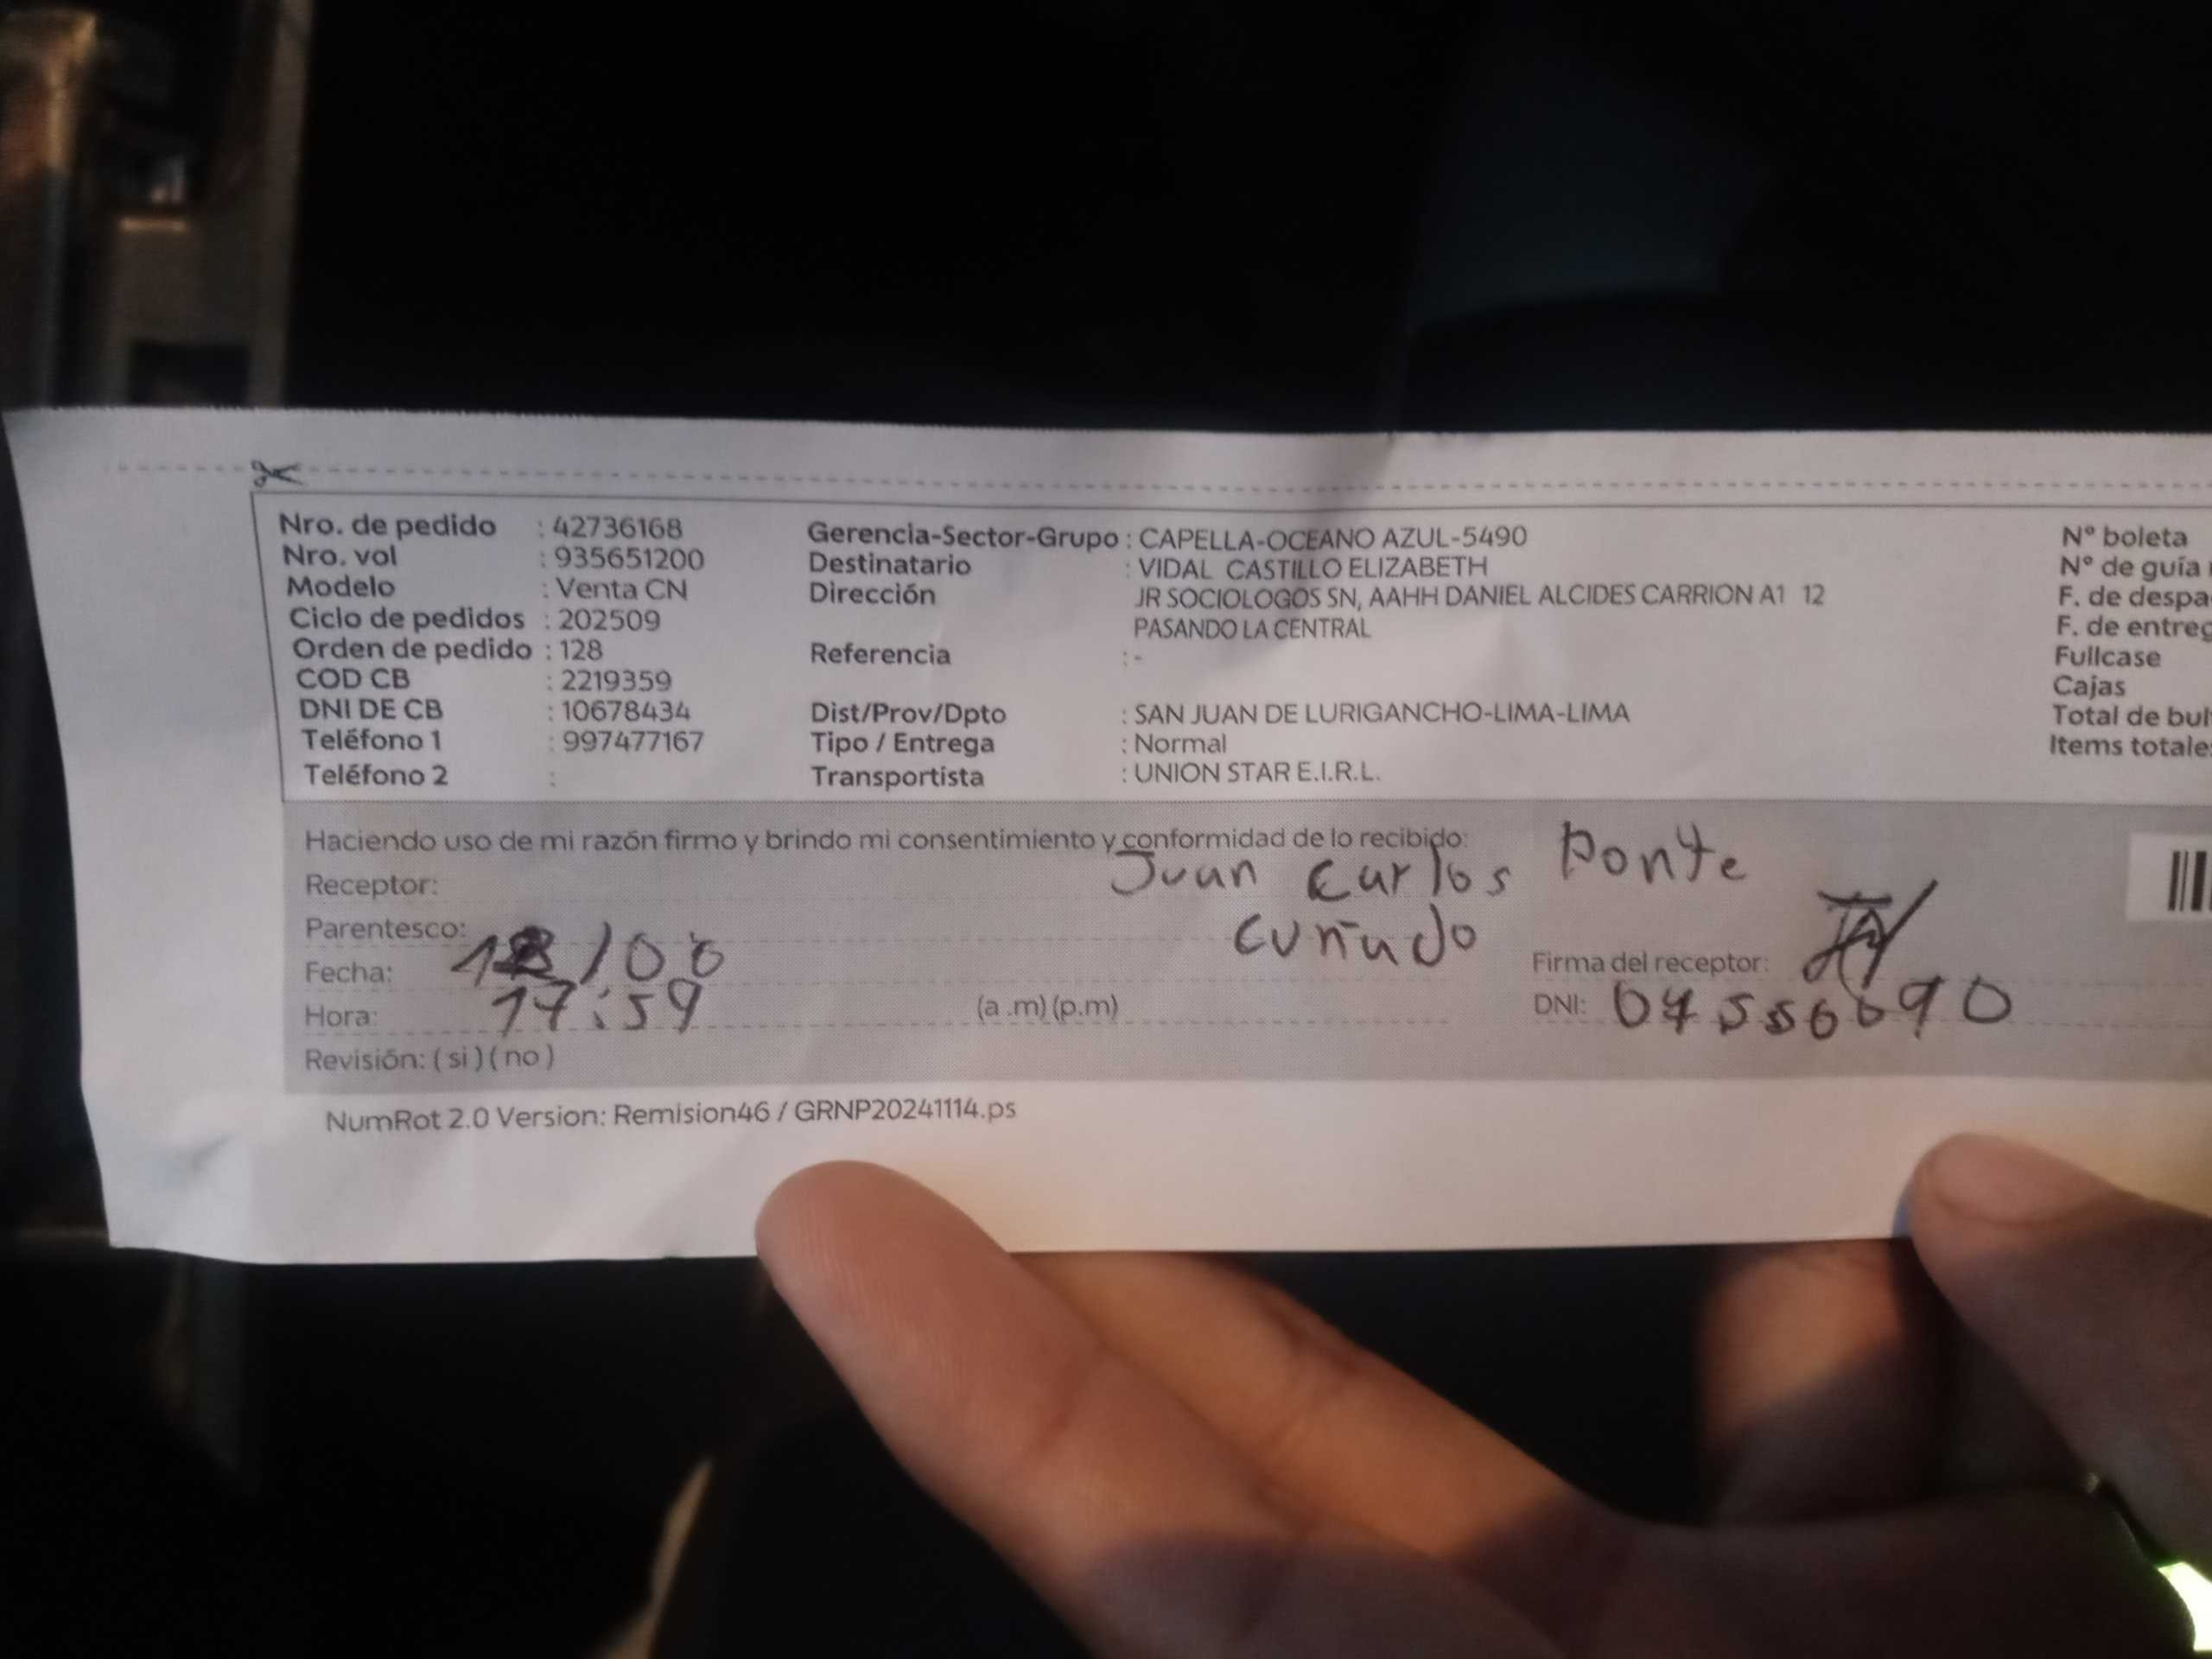 Nro. de pedido : 42736168
Nro. vol : 935651200
Modelo : Venta CN
Ciclo de pedidos : 202509
Orden de pedido : 128
COD CB : 2219359
DNI DE CB : 10678434
Teléfono 1 : 997477167
Teléfono 2 :
Gerencia-Sector-Grupo : CAPELLA-OCEANO AZUL-5490
Destinatario : VIDAL CASTILLO ELIZABETH
Dirección JR SOCIOLOGOS SN, AAHH DANIEL ALCIDES CARRION A1 12
PASANDO LA CENTRAL
Referencia : -
Dist/Prov/Dpto : SAN JUAN DE LURIGANCHO-LIMA-LIMA
Tipo / Entrega : Normal
Transportista : UNION STAR E.I.R.L.
N° boleta
N° de guía
F. de despa
F. de entreg
Fullcase
Cajas
Total de bul
Items totale
Haciendo uso de mi razón firmo y brindo mi consentimiento y conformidad de lo recibido:
Receptor: Juan Carlos Ponte
Parentesco: cuñado
Fecha:
Hora: 17:59 (a .m) (p.m)
Revisión: ( si ) ( no )
Firma del receptor:
DNI:
NumRot 2.0 Version: Remision46 / GRNP20241114.ps